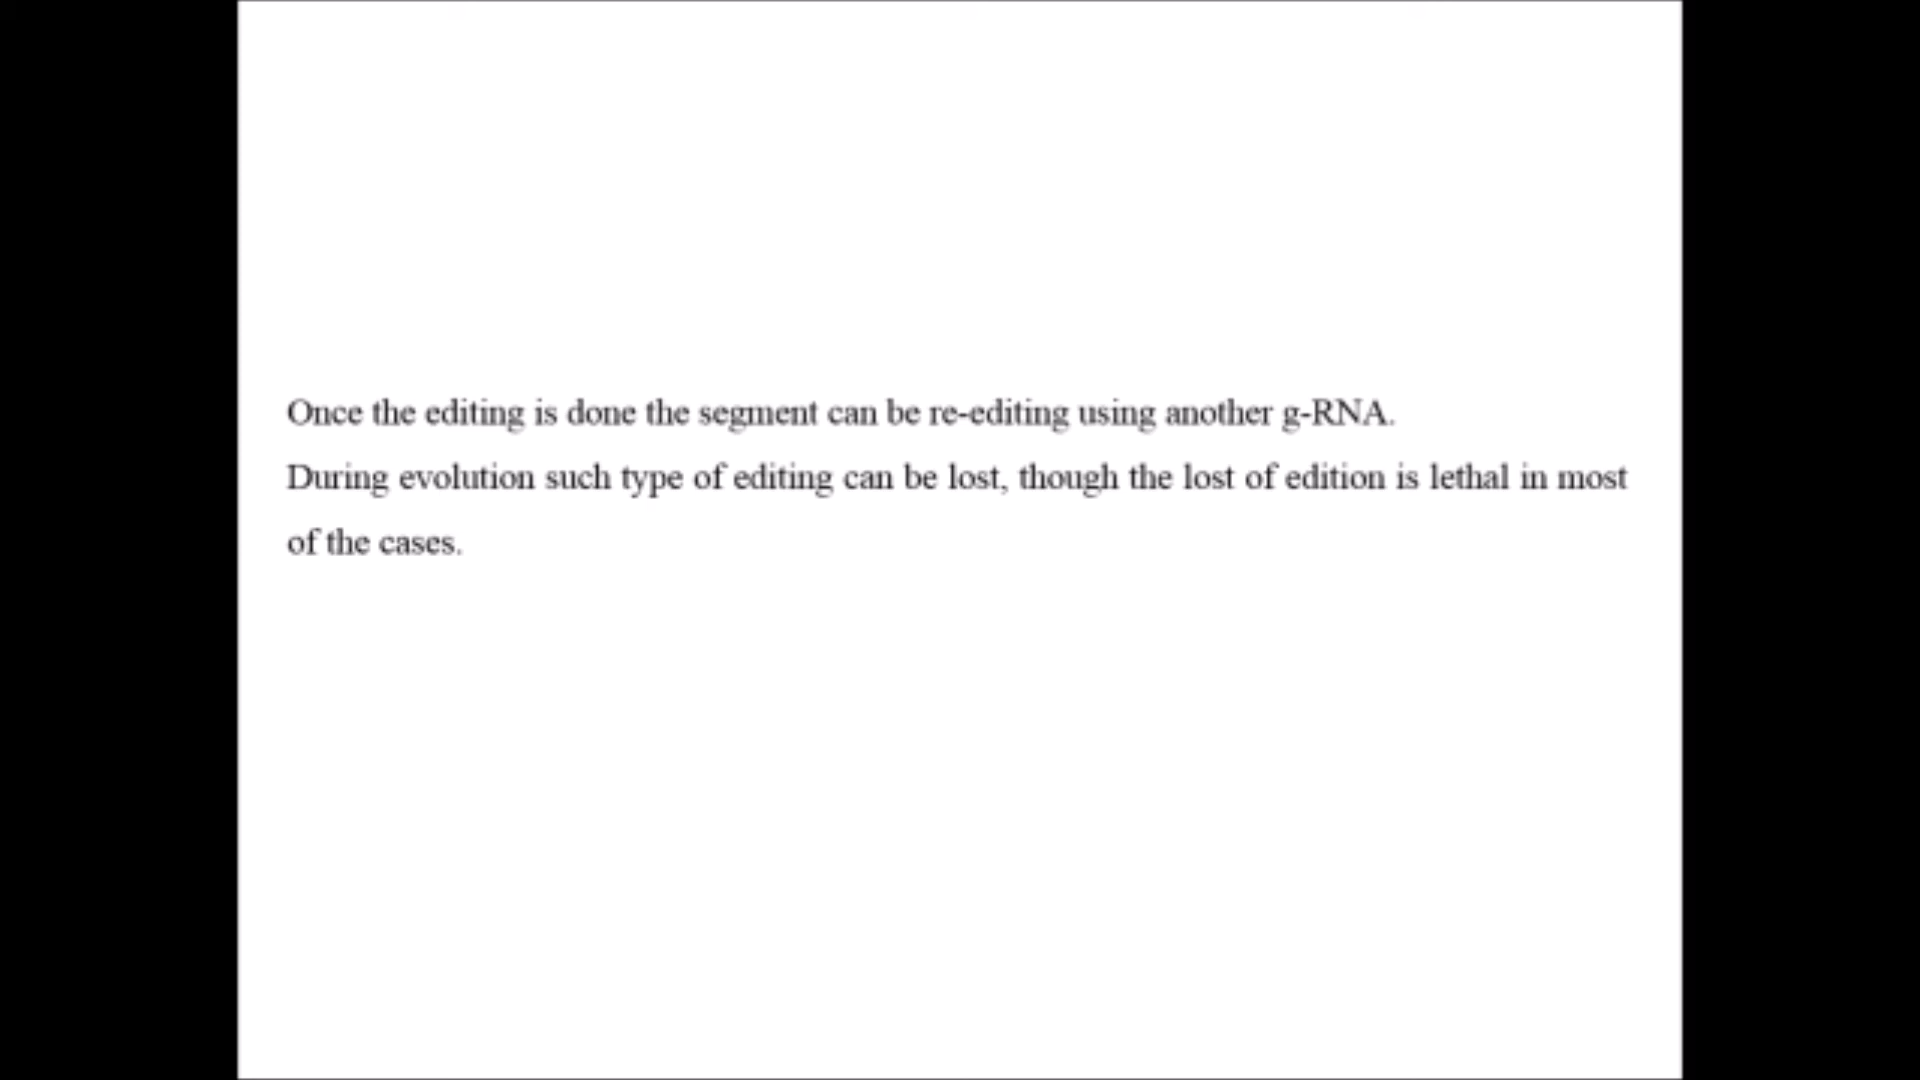 Once the editing is done the segment can be re-editing using another g-RNA.
During evolution such type of editing can be lost, though the lost of edition is lethal in most
of the cases.